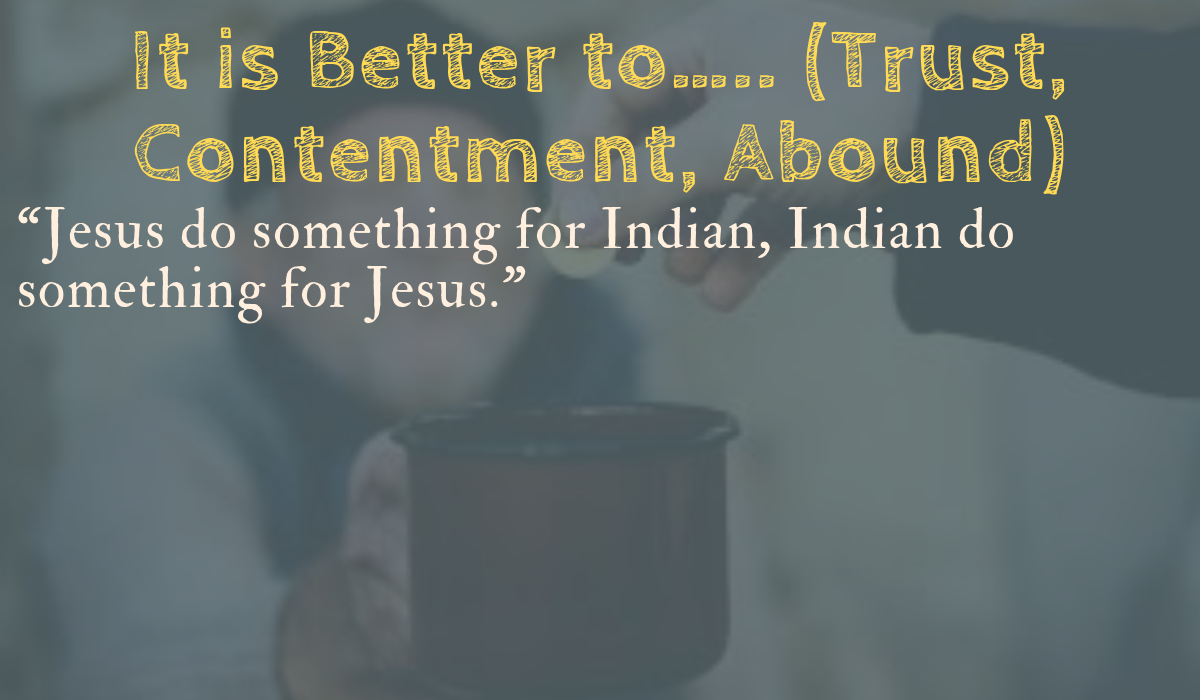 It is Better to….. (Trust,
Contentment, Abound)
“Jesus do something for Indian, Indian do
something for Jesus.”